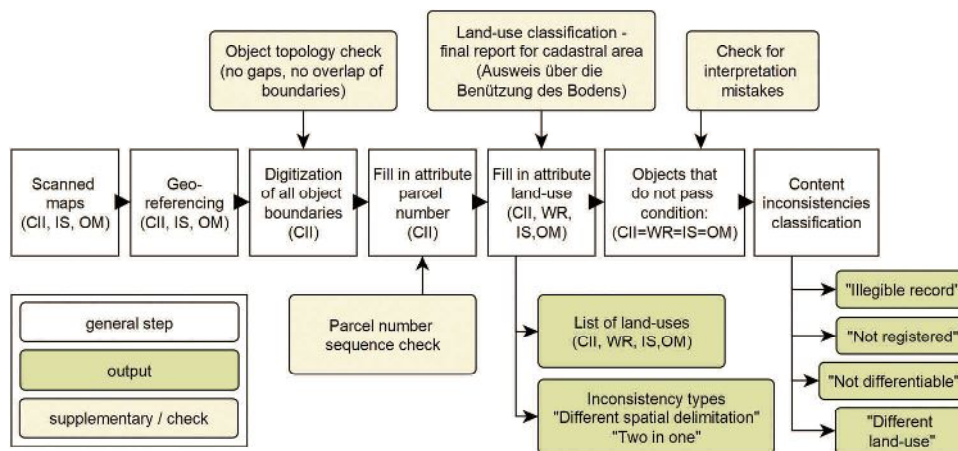 Object topology check
(no gaps, no overlap of
boundaries)
Land-use classification -
final report for cadastral area
(Ausweis über die
Benützung des Bodens)
Check for
interpretation
mistakes
Scanned
maps
(CII, IS, OM)
Geo-
referencing
(CII, IS, OM)
Digitization
of all object
boundaries
(CII)
Fill in attribute
parcel
number
(CII)
Fill in attribute
land-use
(CII, WR,
IS,OM)
Objects that
do not pass
condition:
(CII=WR=IS=OM)
Content
inconsistencies
classification
general step
output
supplementary / check
Parcel number
sequence check
List of land-uses
(CII, WR, IS,OM)
Inconsistency types
"Different spatial delimitation"
"Two in one"
"Illegible record"
"Not registered"
"Not differentiable"
"Different
land-use"